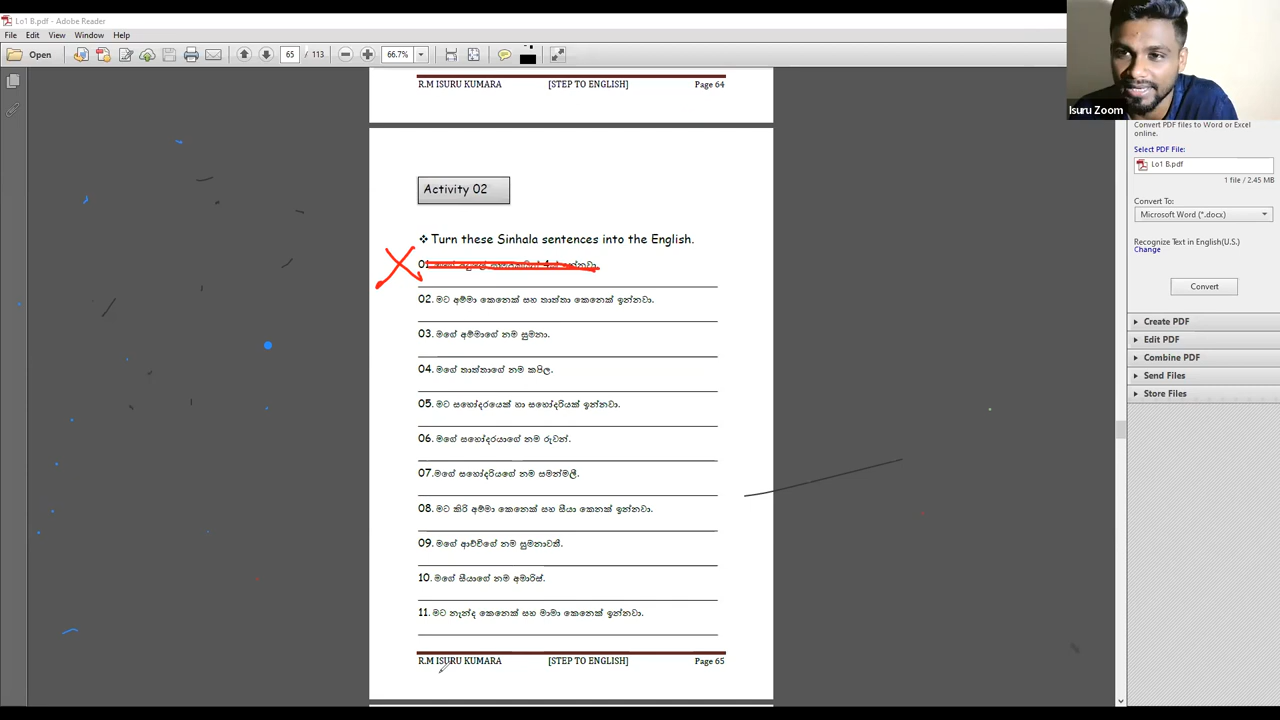 Lo1 B.pdf - Adobe Reader
File Edit View Window Help
Open 65 / 113 66.7%
Isuru Zoom
R.M ISURU KUMARA [STEP TO ENGLISH] Page 64
Activity 02
❖ Turn these Sinhala sentences into the English.
01
02. මට අම්මා කෙනෙක් සහ තාත්තා කෙනෙක් ඉන්නවා.
03. මගේ අම්මාගේ නම සුමනා.
04. මගේ තාත්තාගේ නම කපිල.
05. මට සහෝදරයෙක් හා සහෝදරියක් ඉන්නවා.
06. මගේ සහෝදරයාගේ නම රුවන්.
07.මගේ සහෝදරියගේ නම සමන්මලී.
08. මට කිරි අම්මා කෙනෙක් සහ සීයා කෙනක් ඉන්නවා.
09. මගේ ආච්චිගේ නම සුමනාවතී.
10. මගේ සීයාගේ නම අමාරිස්.
11. මට නැන්ද කෙනෙක් සහ මාමා කෙනෙක් ඉන්නවා.
R.M ISURU KUMARA [STEP TO ENGLISH] Page 65
Convert PDF files to Word or Excel
online.
Select PDF File:
Lo1 B.pdf
1 file / 2.45 MB
Convert To:
Microsoft Word (*.docx)
Recognize Text in English(U.S.)
Change
Convert
Create PDF
Edit PDF
Combine PDF
Send Files
Store Files